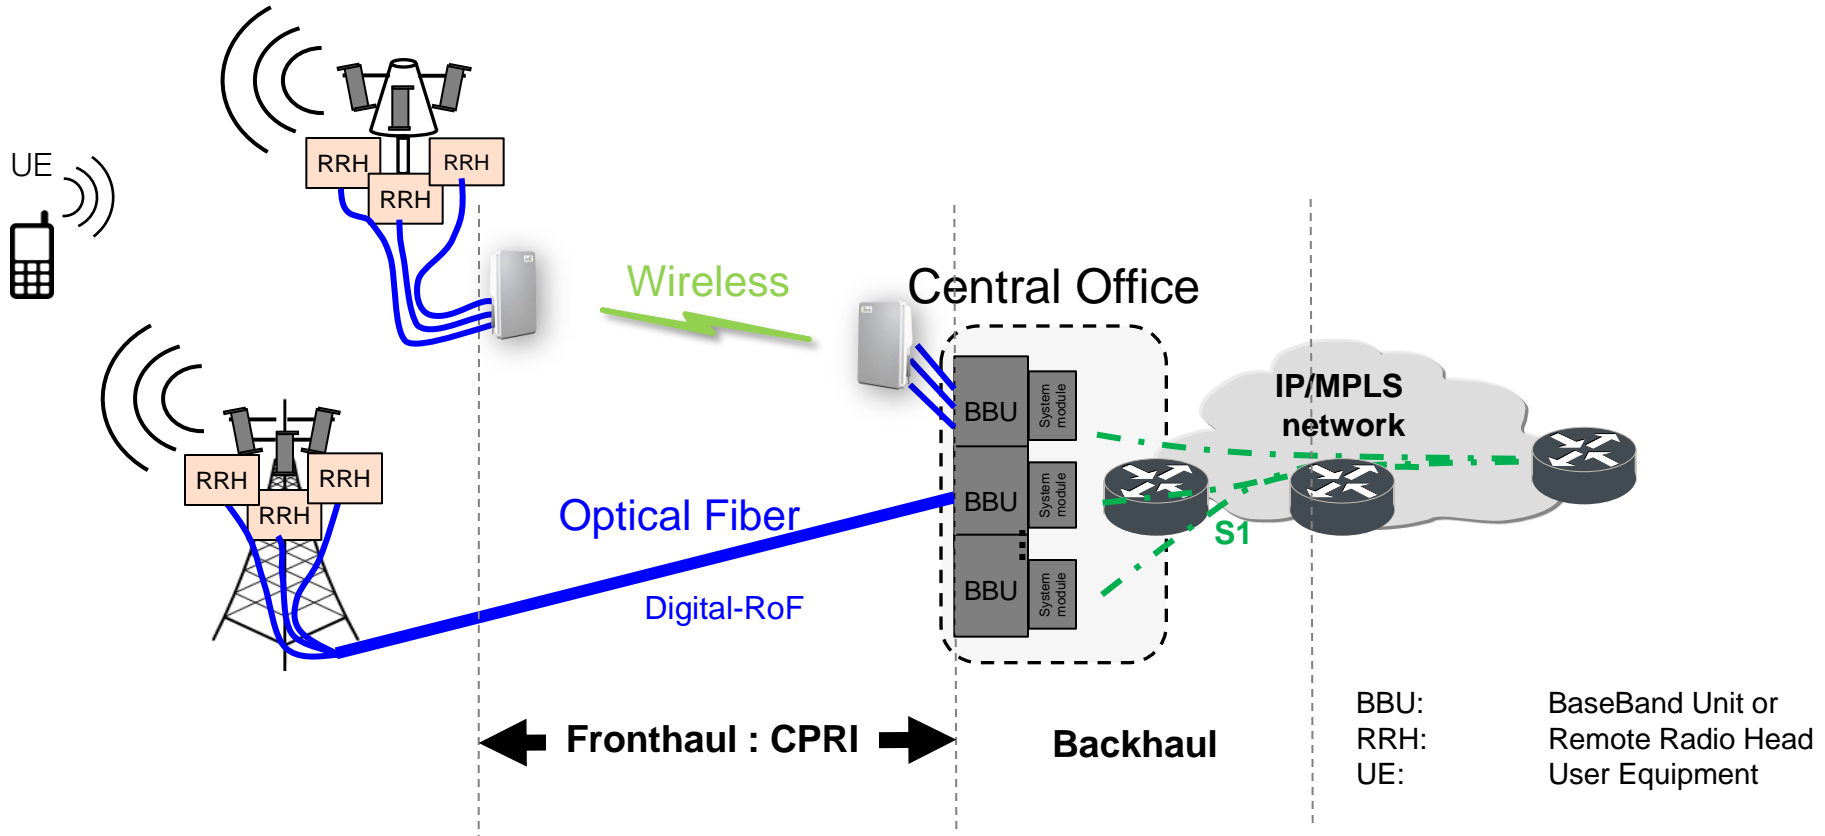 UE
RRH
RRH
RRH
Wireless
Central Office
BBU
System
module
IP/MPLS
network
RRH
RRH
RRH
Optical Fiber
BBU
System
module
S1
Digital-RoF
BBU
System
module
Fronthaul : CPRI
Backhaul
BBU: BaseBand Unit or
RRH: Remote Radio Head
UE: User Equipment